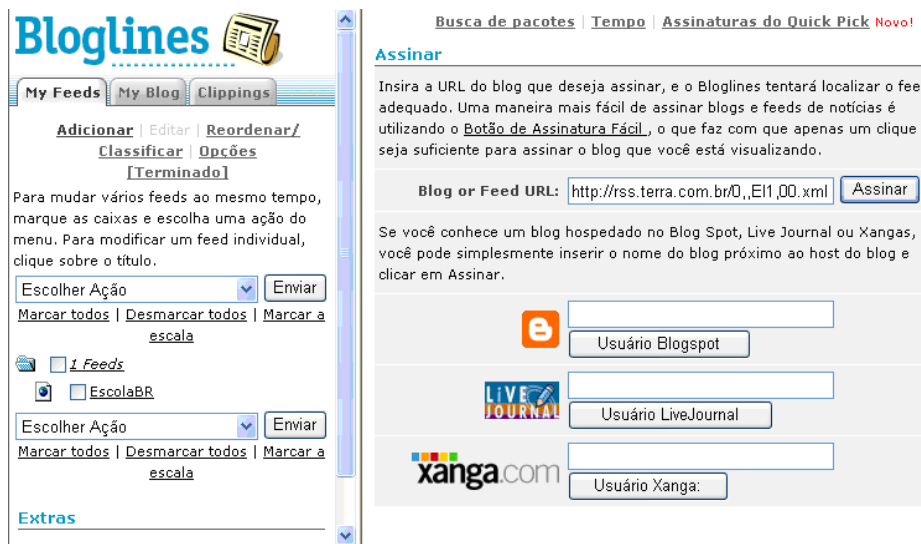 Bloglines
My Feeds My Blog Clippings
Adicionar | Editar | Reordenar/
Classificar | Opções
[Terminado]
Para mudar vários feeds ao mesmo tempo,
marque as caixas e escolha uma ação do
menu. Para modificar um feed individual,
clique sobre o título.
Escolher Ação Enviar
Marcar todos | Desmarcar todos | Marcar a
escala
1 Feeds
EscolaBR
Escolher Ação Enviar
Marcar todos | Desmarcar todos | Marcar a
escala
Extras
Busca de pacotes | Tempo | Assinaturas do Quick Pick Novo!
Assinar
Insira a URL do blog que deseja assinar, e o Bloglines tentará localizar o fee
adequado. Uma maneira mais fácil de assinar blogs e feeds de notícias é
utilizando o Botão de Assinatura Fácil , o que faz com que apenas um clique
seja suficiente para assinar o blog que você está visualizando.
Blog or Feed URL: http://rss.terra.com.br/0,,EI1,00.xml Assinar
Se você conhece um blog hospedado no Blog Spot, Live Journal ou Xangas,
você pode simplesmente inserir o nome do blog próximo ao host do blog e
clicar em Assinar.
Usuário Blogspot
LiVEJOURNAL
Usuário LiveJournal
xanga.com
Usuário Xanga: